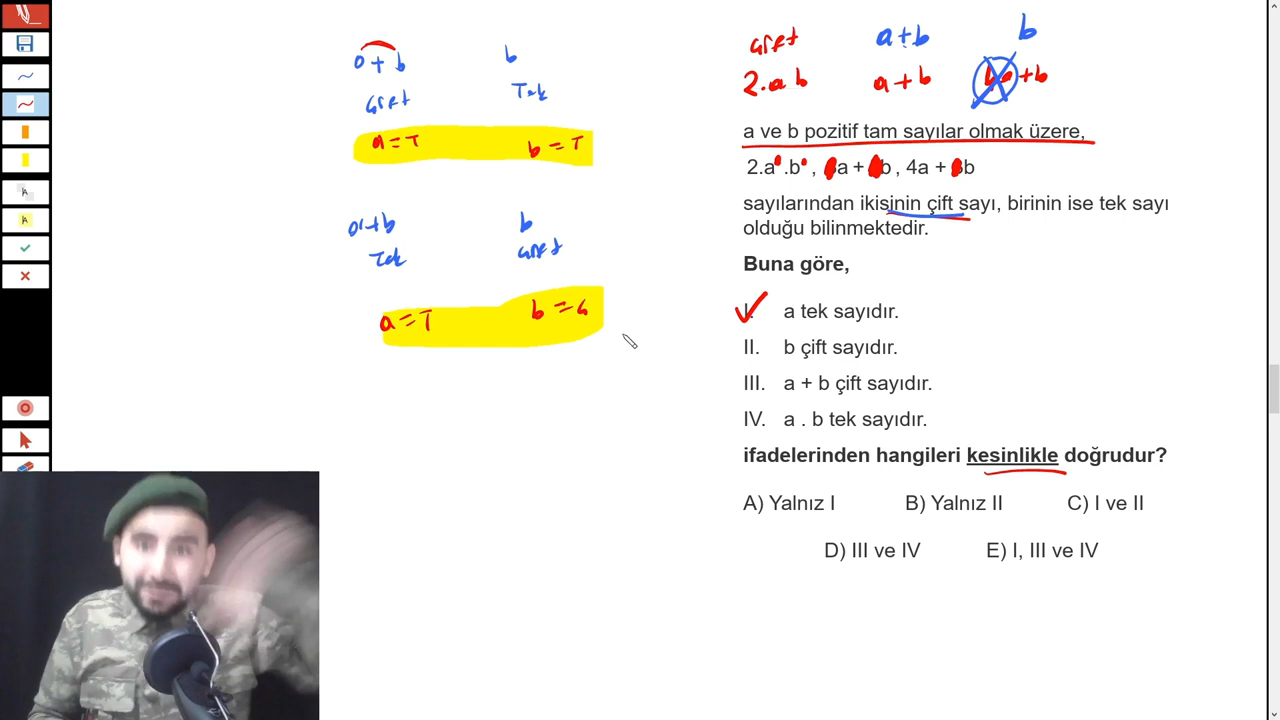 a + b b
Çift Tek
a = T b = T
a + b b
Tek Çift
a = T b = Ç
Çift a + b b
2.a b a + b + b
a ve b pozitif tam sayılar olmak üzere,
2.a .b , a + b , 4a + b
sayılarından ikisinin çift sayı, birinin ise tek sayı
olduğu bilinmektedir.
Buna göre,
I. a tek sayıdır.
II. b çift sayıdır.
III. a + b çift sayıdır.
IV. a . b tek sayıdır.
ifadelerinden hangileri kesinlikle doğrudur?
A) Yalnız I B) Yalnız II C) I ve II
D) III ve IV E) I, III ve IV